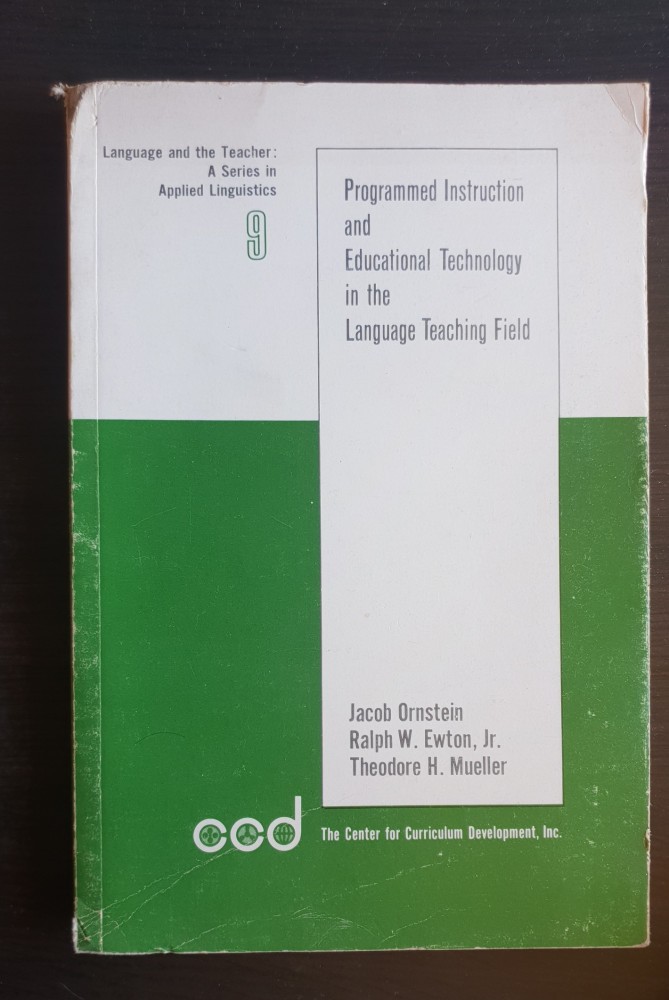 Language and the Teacher:
A Series in
Applied Linguistics
9
Programmed Instruction
and
Educational Technology
in the
Language Teaching Field
Jacob Ornstein
Ralph W. Ewton, Jr.
Theodore H. Mueller
ccd
The Center for Curriculum Development, Inc.